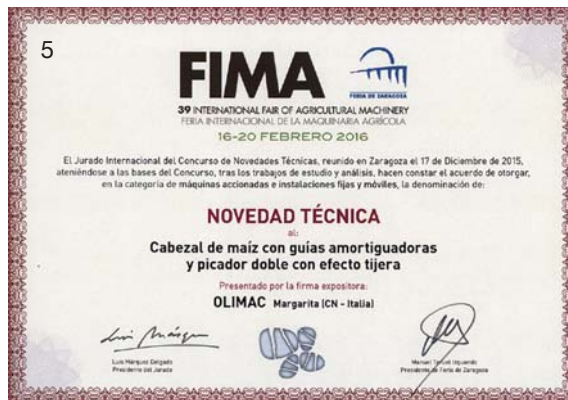 5
FIMA
FERIA DE ZARAGOZA
39 INTERNATIONAL FAIR OF AGRICULTURAL MACHINERY
FERIA INTERNACIONAL DE LA MAQUINARIA AGRÍCOLA
16-20 FEBRERO 2016
El Jurado Internacional del Concurso de Novedades Técnicas, reunido en Zaragoza el 17 de Diciembre de 2015,
ateniéndose a las bases del Concurso, tras los trabajos de estudio y análisis, hacen constar el acuerdo de otorgar,
en la categoría de máquinas accionadas e instalaciones fijas y móviles, la denominación de:
NOVEDAD TÉCNICA
al:
Cabezal de maíz con guías amortiguadoras
y picador doble con efecto tijera
Presentado por la firma expositora:
OLIMAC Margarita (CN - Italia)
Luis Márquez Delgado
Presidente del Jurado
Manuel Teruel Izquierdo
Presidente de Feria de Zaragoza